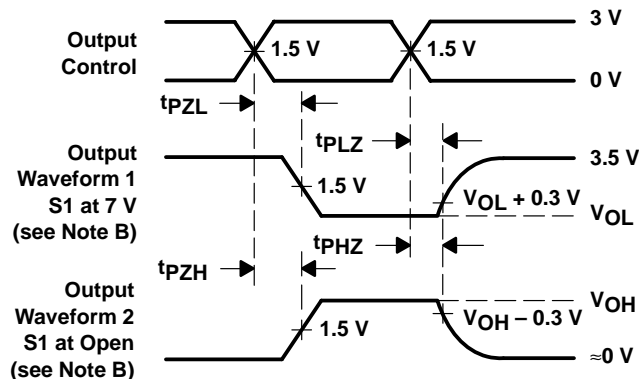 Output
Control
3 V
1.5 V
1.5 V
0 V
tPZL
tPLZ
Output
Waveform 1
S1 at 7 V
(see Note B)
3.5 V
1.5 V
VOL + 0.3 V
VOL
tPHZ
tPZH
Output
Waveform 2
S1 at Open
(see Note B)
VOH
VOH – 0.3 V
1.5 V
≈0 V